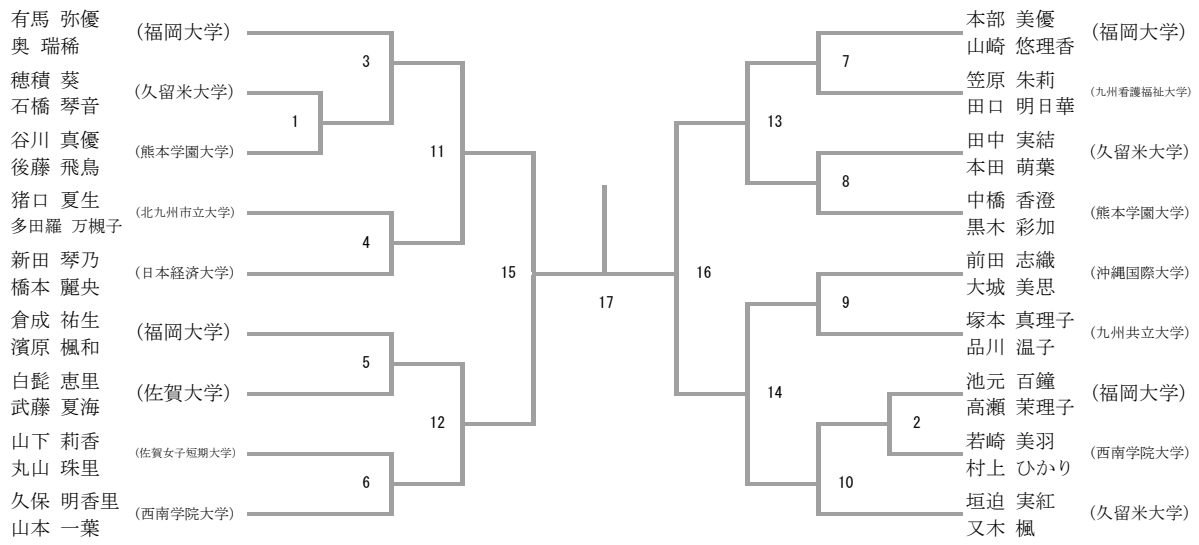 有馬 弥優
奥 瑞稀
(福岡大学)
3
穂積 葵
石橋 琴音
(久留米大学)
1
谷川 真優
後藤 飛鳥
(熊本学園大学)
11
猪口 夏生
多田羅 万槻子
(北九州市立大学)
4
新田 琴乃
橋本 麗央
(日本経済大学)
15
倉成 祐生
濱原 楓和
(福岡大学)
5
白髭 恵里
武藤 夏海
(佐賀大学)
12
山下 莉香
丸山 珠里
(佐賀女子短期大学)
6
久保 明香里
山本 一葉
(西南学院大学)
17
本部 美優
山崎 悠理香
(福岡大学)
7
笠原 朱莉
田口 明日華
(九州看護福祉大学)
13
田中 実結
本田 萌葉
(久留米大学)
8
中橋 香澄
黒木 彩加
(熊本学園大学)
16
前田 志織
大城 美思
(沖縄国際大学)
9
塚本 真理子
品川 温子
(九州共立大学)
14
池元 百鐘
高瀬 茉理子
(福岡大学)
2
若崎 美羽
村上 ひかり
(西南学院大学)
10
垣迫 実紅
又木 楓
(久留米大学)